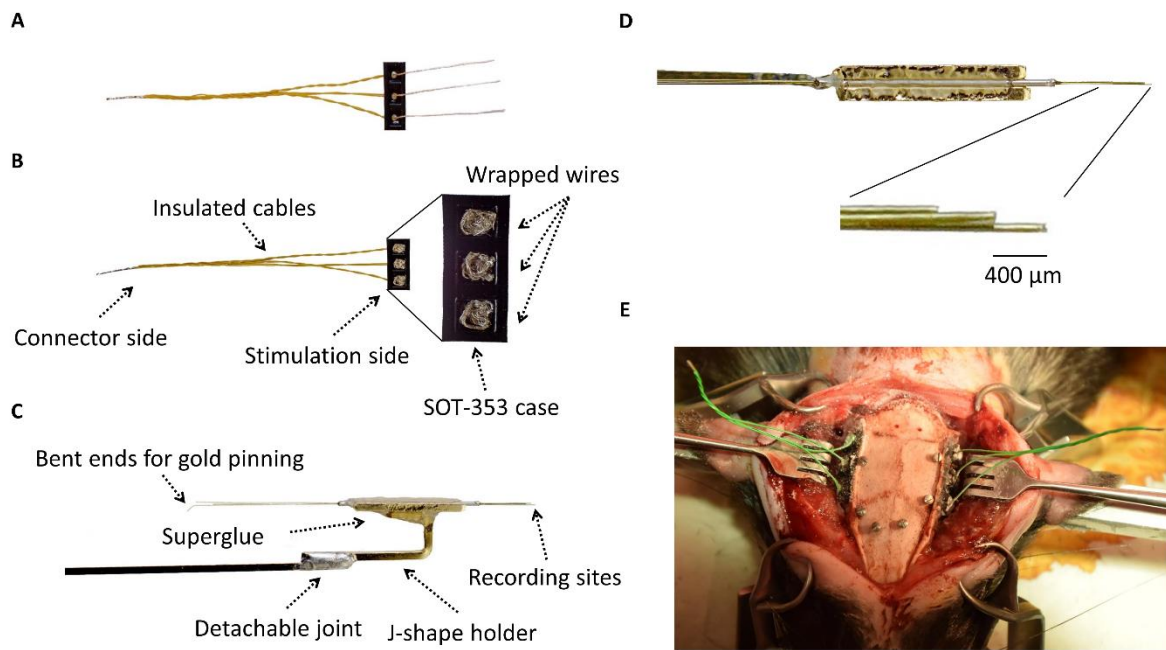 A
B
Insulated cables
Wrapped wires
Connector side
Stimulation side
SOT-353 case
C
Bent ends for gold pinning
Superglue
Recording sites
Detachable joint
J-shape holder
D
400 µm
E